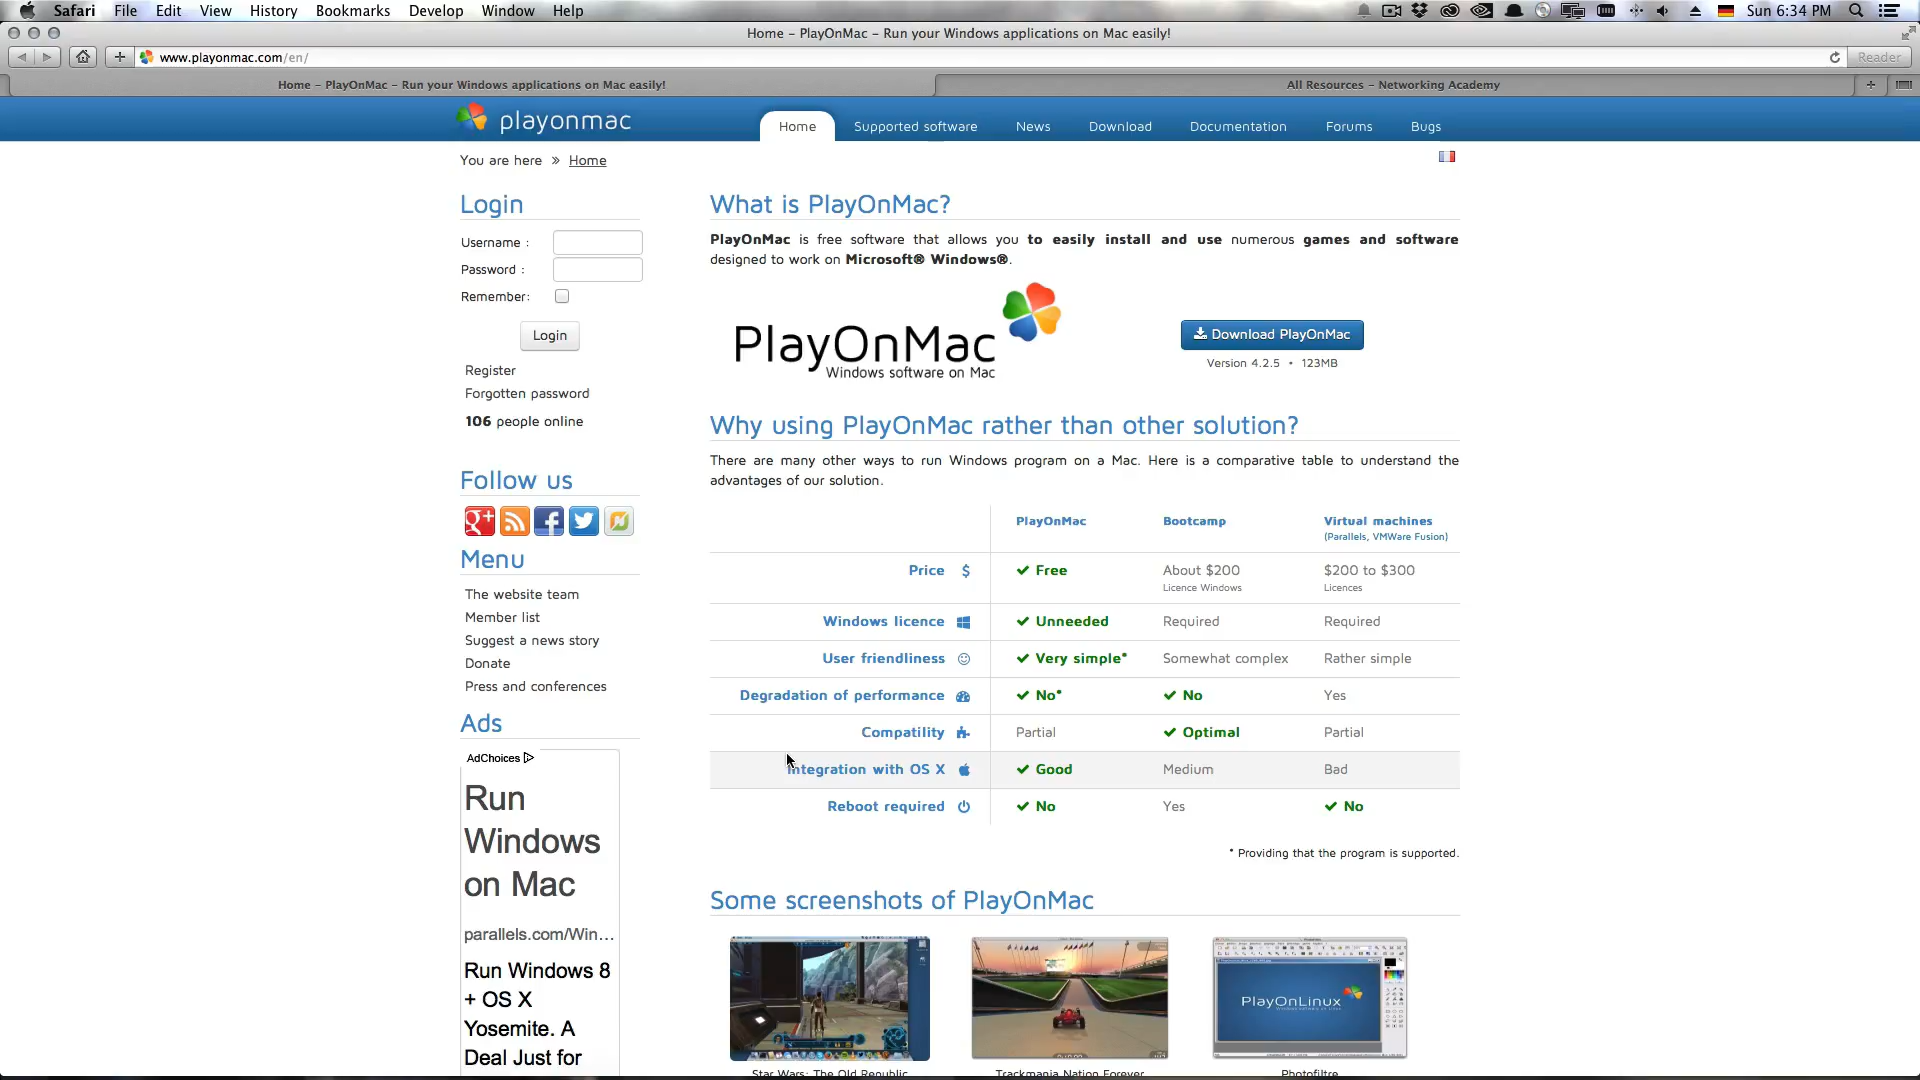 Safari File Edit View History Bookmarks Develop Window Help Sun 6:34 PM
Home – PlayOnMac – Run your Windows applications on Mac easily!
www.playonmac.com/en/ Reader
Home – PlayOnMac – Run your Windows applications on Mac easily! All Resources – Networking Academy
playonmac Home Supported software News Download Documentation Forums Bugs
You are here » Home
Login
Username :
Password :
Remember:
Login
Register
Forgotten password
106 people online
Follow us
Menu
The website team
Member list
Suggest a news story
Donate
Press and conferences
Ads
AdChoices
Run
Windows
on Mac
parallels.com/Win...
Run Windows 8
+ OS X
Yosemite. A
Deal Just for
What is PlayOnMac?
PlayOnMac is free software that allows you to easily install and use numerous games and software
designed to work on Microsoft® Windows®.
PlayOnMac
Windows software on Mac
Download PlayOnMac
Version 4.2.5 • 123MB
Why using PlayOnMac rather than other solution?
There are many other ways to run Windows program on a Mac. Here is a comparative table to understand the
advantages of our solution.
PlayOnMac Bootcamp Virtual machines
(Parallels, VMWare Fusion)
Price $ Free About $200 $200 to $300
Licence Windows Licences
Windows licence Unneeded Required Required
User friendliness Very simple* Somewhat complex Rather simple
Degradation of performance No* No Yes
Compatility Partial Optimal Partial
Integration with OS X Good Medium Bad
Reboot required No Yes No
* Providing that the program is supported.
Some screenshots of PlayOnMac
PlayOnLinux
Star Wars: The Old Republic Trackmania Nation Forever Photofiltre